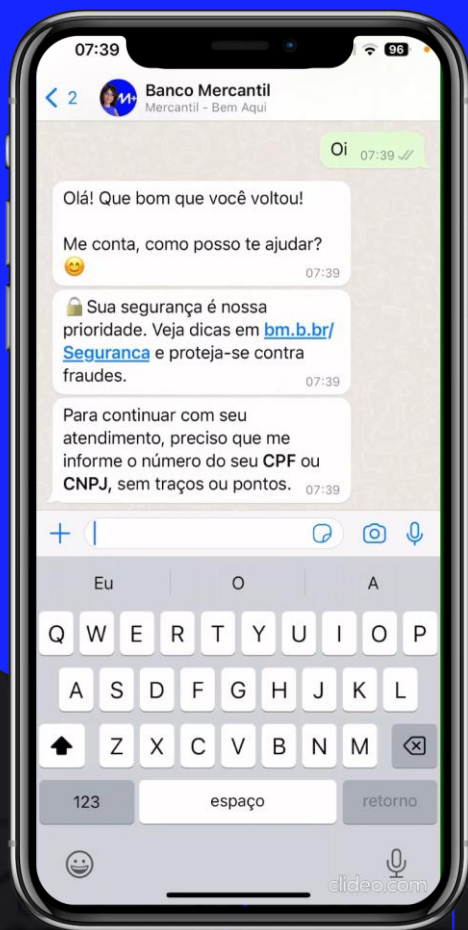 07:39
96
2
M+
Banco Mercantil
Mercantil - Bem Aqui
Oi 07:39
Olá! Que bom que você voltou!
Me conta, como posso te ajudar?
😊
07:39
🔒 Sua segurança é nossa
prioridade. Veja dicas em bm.b.br/
Seguranca e proteja-se contra
fraudes.
07:39
Para continuar com seu
atendimento, preciso que me
informe o número do seu CPF ou
CNPJ, sem traços ou pontos. 07:39
Eu O A
Q W E R T Y U I O P
A S D F G H J K L
Z X C V B N M
123 espaço retorno
clideo.com